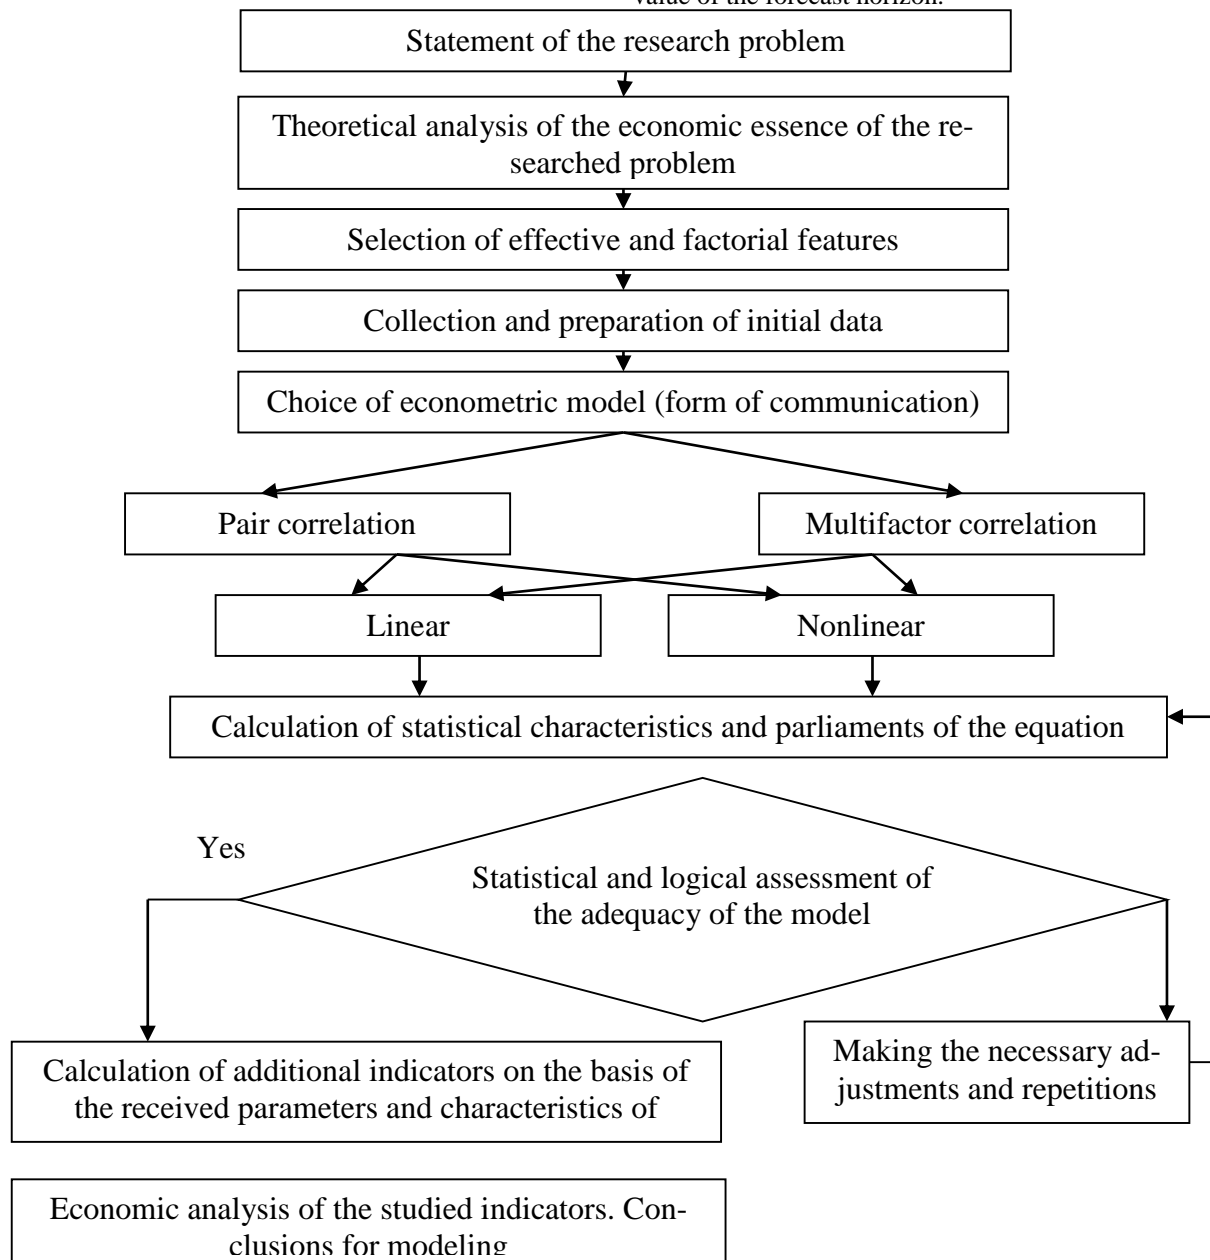 value of the forecast horizon.
Statement of the research problem
Theoretical analysis of the economic essence of the re-
searched problem
Selection of effective and factorial features
Collection and preparation of initial data
Choice of econometric model (form of communication)
Pair correlation
Multifactor correlation
Linear
Nonlinear
Calculation of statistical characteristics and parliaments of the equation
Yes
Statistical and logical assessment of
the adequacy of the model
Making the necessary ad-
justments and repetitions
Calculation of additional indicators on the basis of
the received parameters and characteristics of
Economic analysis of the studied indicators. Con-
clusions for modeling